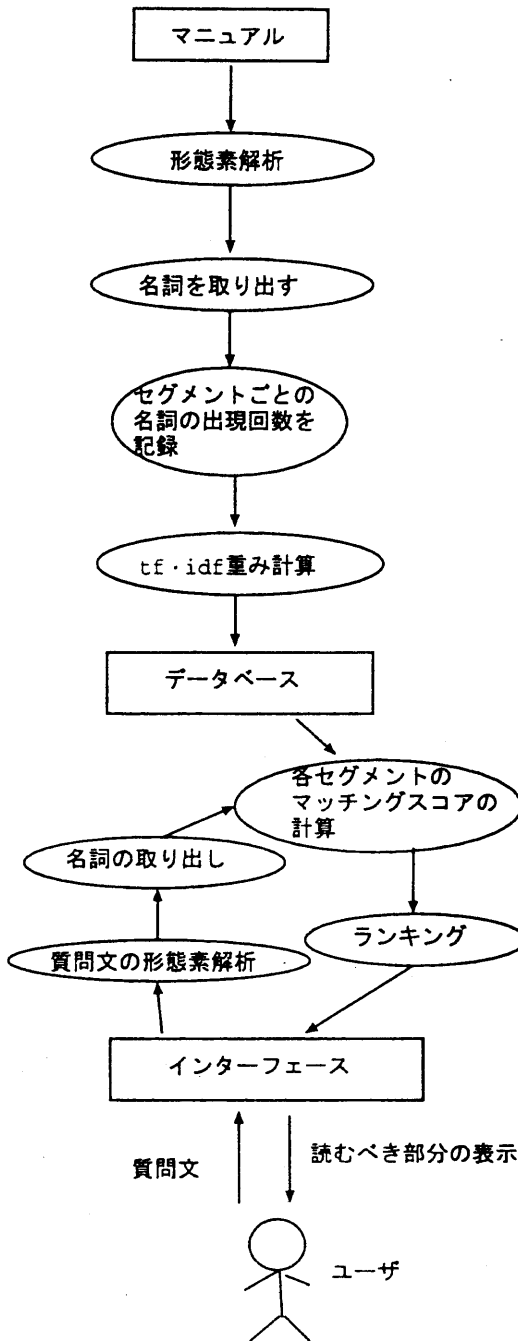 マニュアル
形態素解析
名詞を取り出す
セグメントごとの
名詞の出現回数を
記録
tf・idf重み計算
データベース
各セグメントの
マッチングスコアの
計算
名詞の取り出し
ランキング
質問文の形態素解析
インターフェース
質問文
読むべき部分の表示
ユーザ